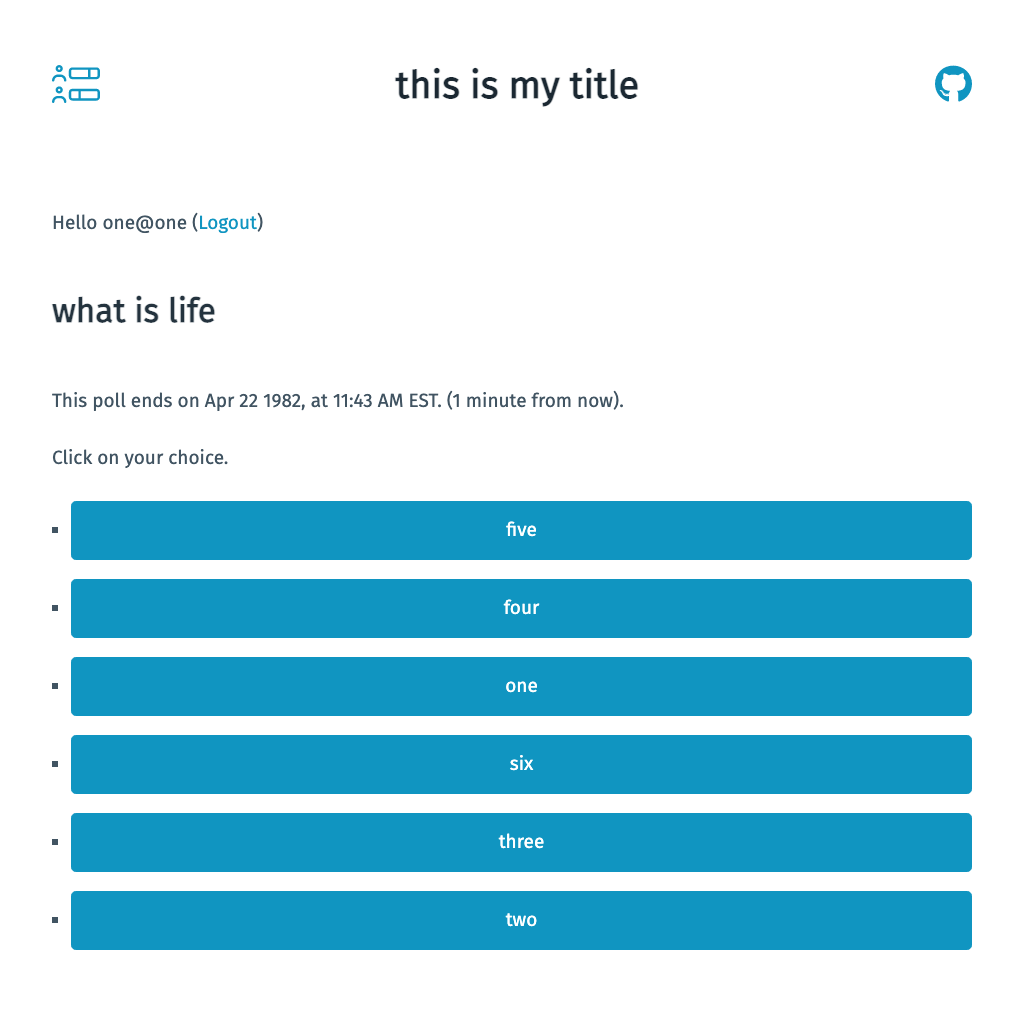 this is my title
Hello one@one (Logout)
what is life
This poll ends on Apr 22 1982, at 11:43 AM EST. (1 minute from now).
Click on your choice.
five
four
one
six
three
two